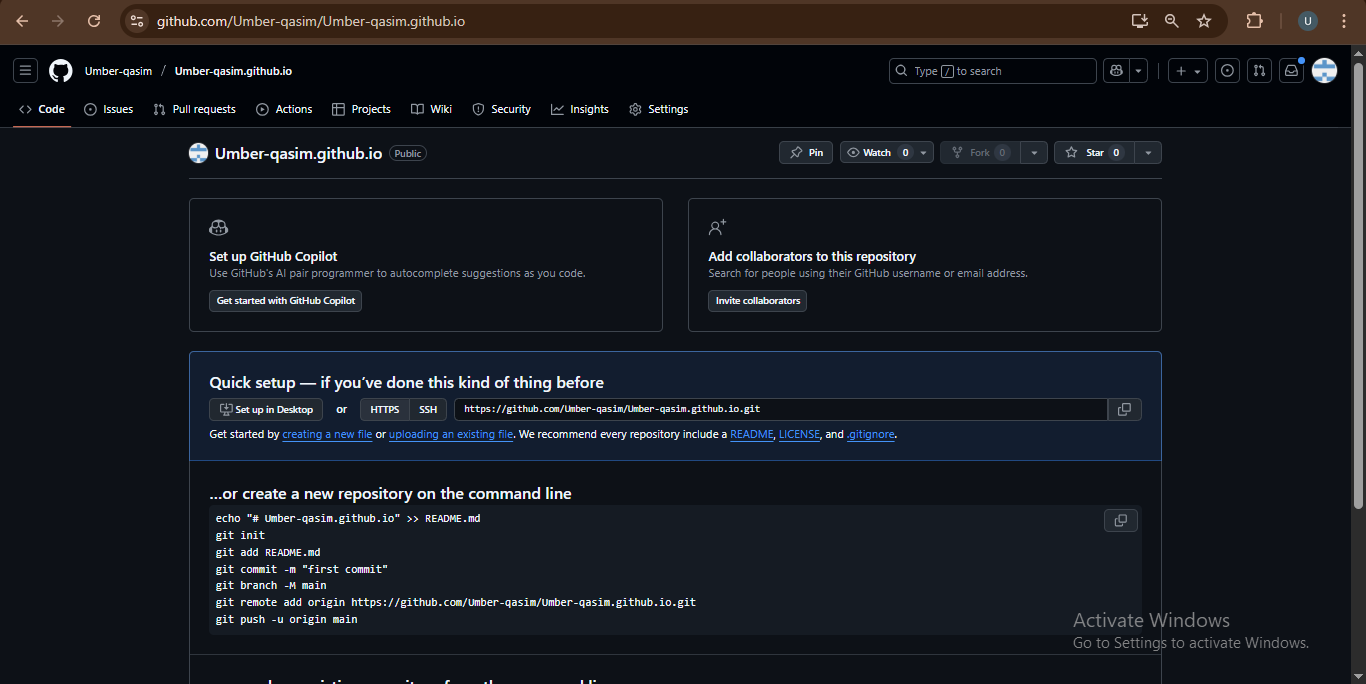 github.com/Umber-qasim/Umber-qasim.github.io
U
Umber-qasim / Umber-qasim.github.io
Type / to search
Code Issues Pull requests Actions Projects Wiki Security Insights Settings
Umber-qasim.github.io Public
Pin Watch 0 Fork 0 Star 0
Set up GitHub Copilot
Use GitHub's AI pair programmer to autocomplete suggestions as you code.
Get started with GitHub Copilot
Add collaborators to this repository
Search for people using their GitHub username or email address.
Invite collaborators
Quick setup — if you've done this kind of thing before
Set up in Desktop or HTTPS SSH https://github.com/Umber-qasim/Umber-qasim.github.io.git
Get started by creating a new file or uploading an existing file. We recommend every repository include a README, LICENSE, and .gitignore.
...or create a new repository on the command line
echo "# Umber-qasim.github.io" >> README.md
git init
git add README.md
git commit -m "first commit"
git branch -M main
git remote add origin https://github.com/Umber-qasim/Umber-qasim.github.io.git
git push -u origin main
Activate Windows
Go to Settings to activate Windows.